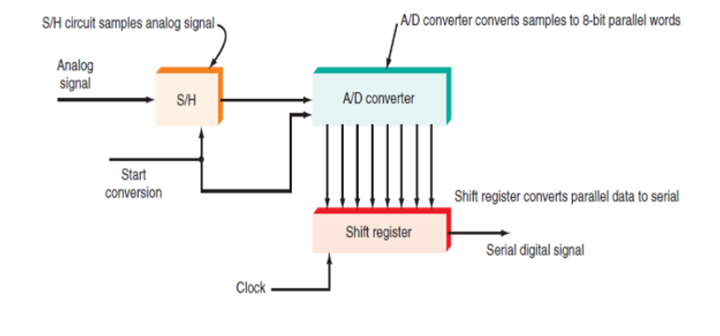 S/H circuit samples analog signal
A/D converter converts samples to 8-bit parallel words
Analog
signal
S/H
A/D converter
Start
conversion
Shift register converts parallel data to serial
Shift register
Serial digital signal
Clock